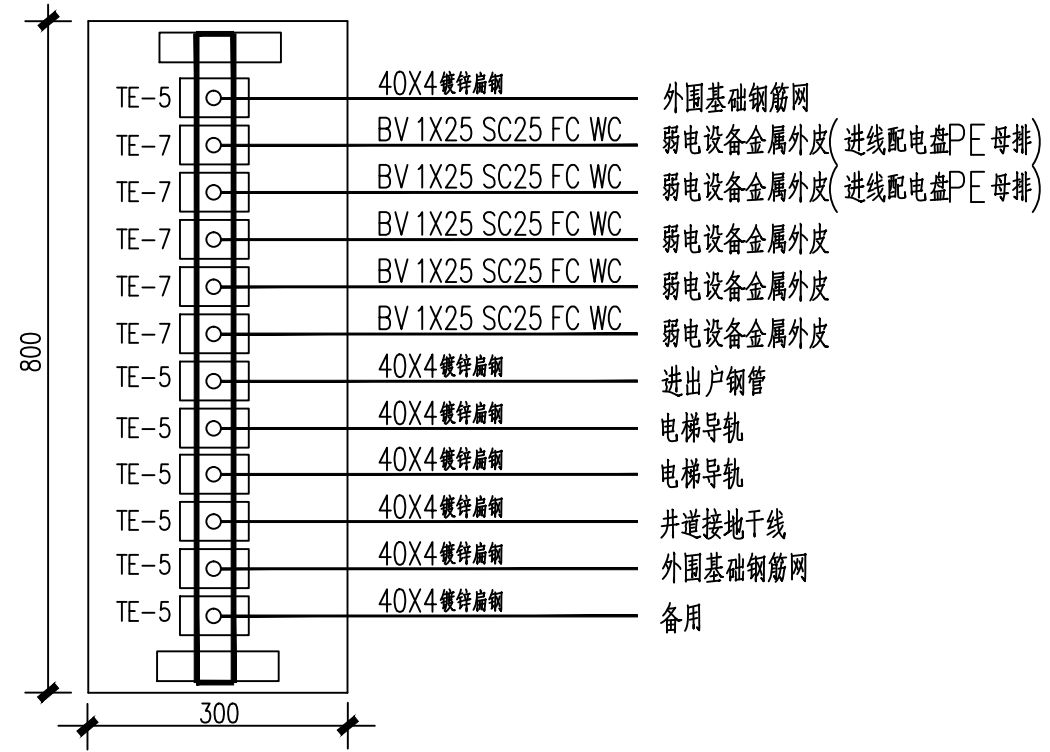 TE-5 40X4镀锌扁钢 外围基础钢筋网
TE-7 BV 1X25 SC25 FC WC 弱电设备金属外皮(进线配电盘PE母排)
TE-7 BV 1X25 SC25 FC WC 弱电设备金属外皮(进线配电盘PE母排)
TE-7 BV 1X25 SC25 FC WC 弱电设备金属外皮
TE-7 BV 1X25 SC25 FC WC 弱电设备金属外皮
TE-7 BV 1X25 SC25 FC WC 弱电设备金属外皮
800
TE-5 40X4镀锌扁钢 进出户钢管
TE-5 40X4镀锌扁钢 电梯导轨
TE-5 40X4镀锌扁钢 电梯导轨
TE-5 40X4镀锌扁钢 井道接地干线
TE-5 40X4镀锌扁钢 外围基础钢筋网
TE-5 40X4镀锌扁钢 备用
300